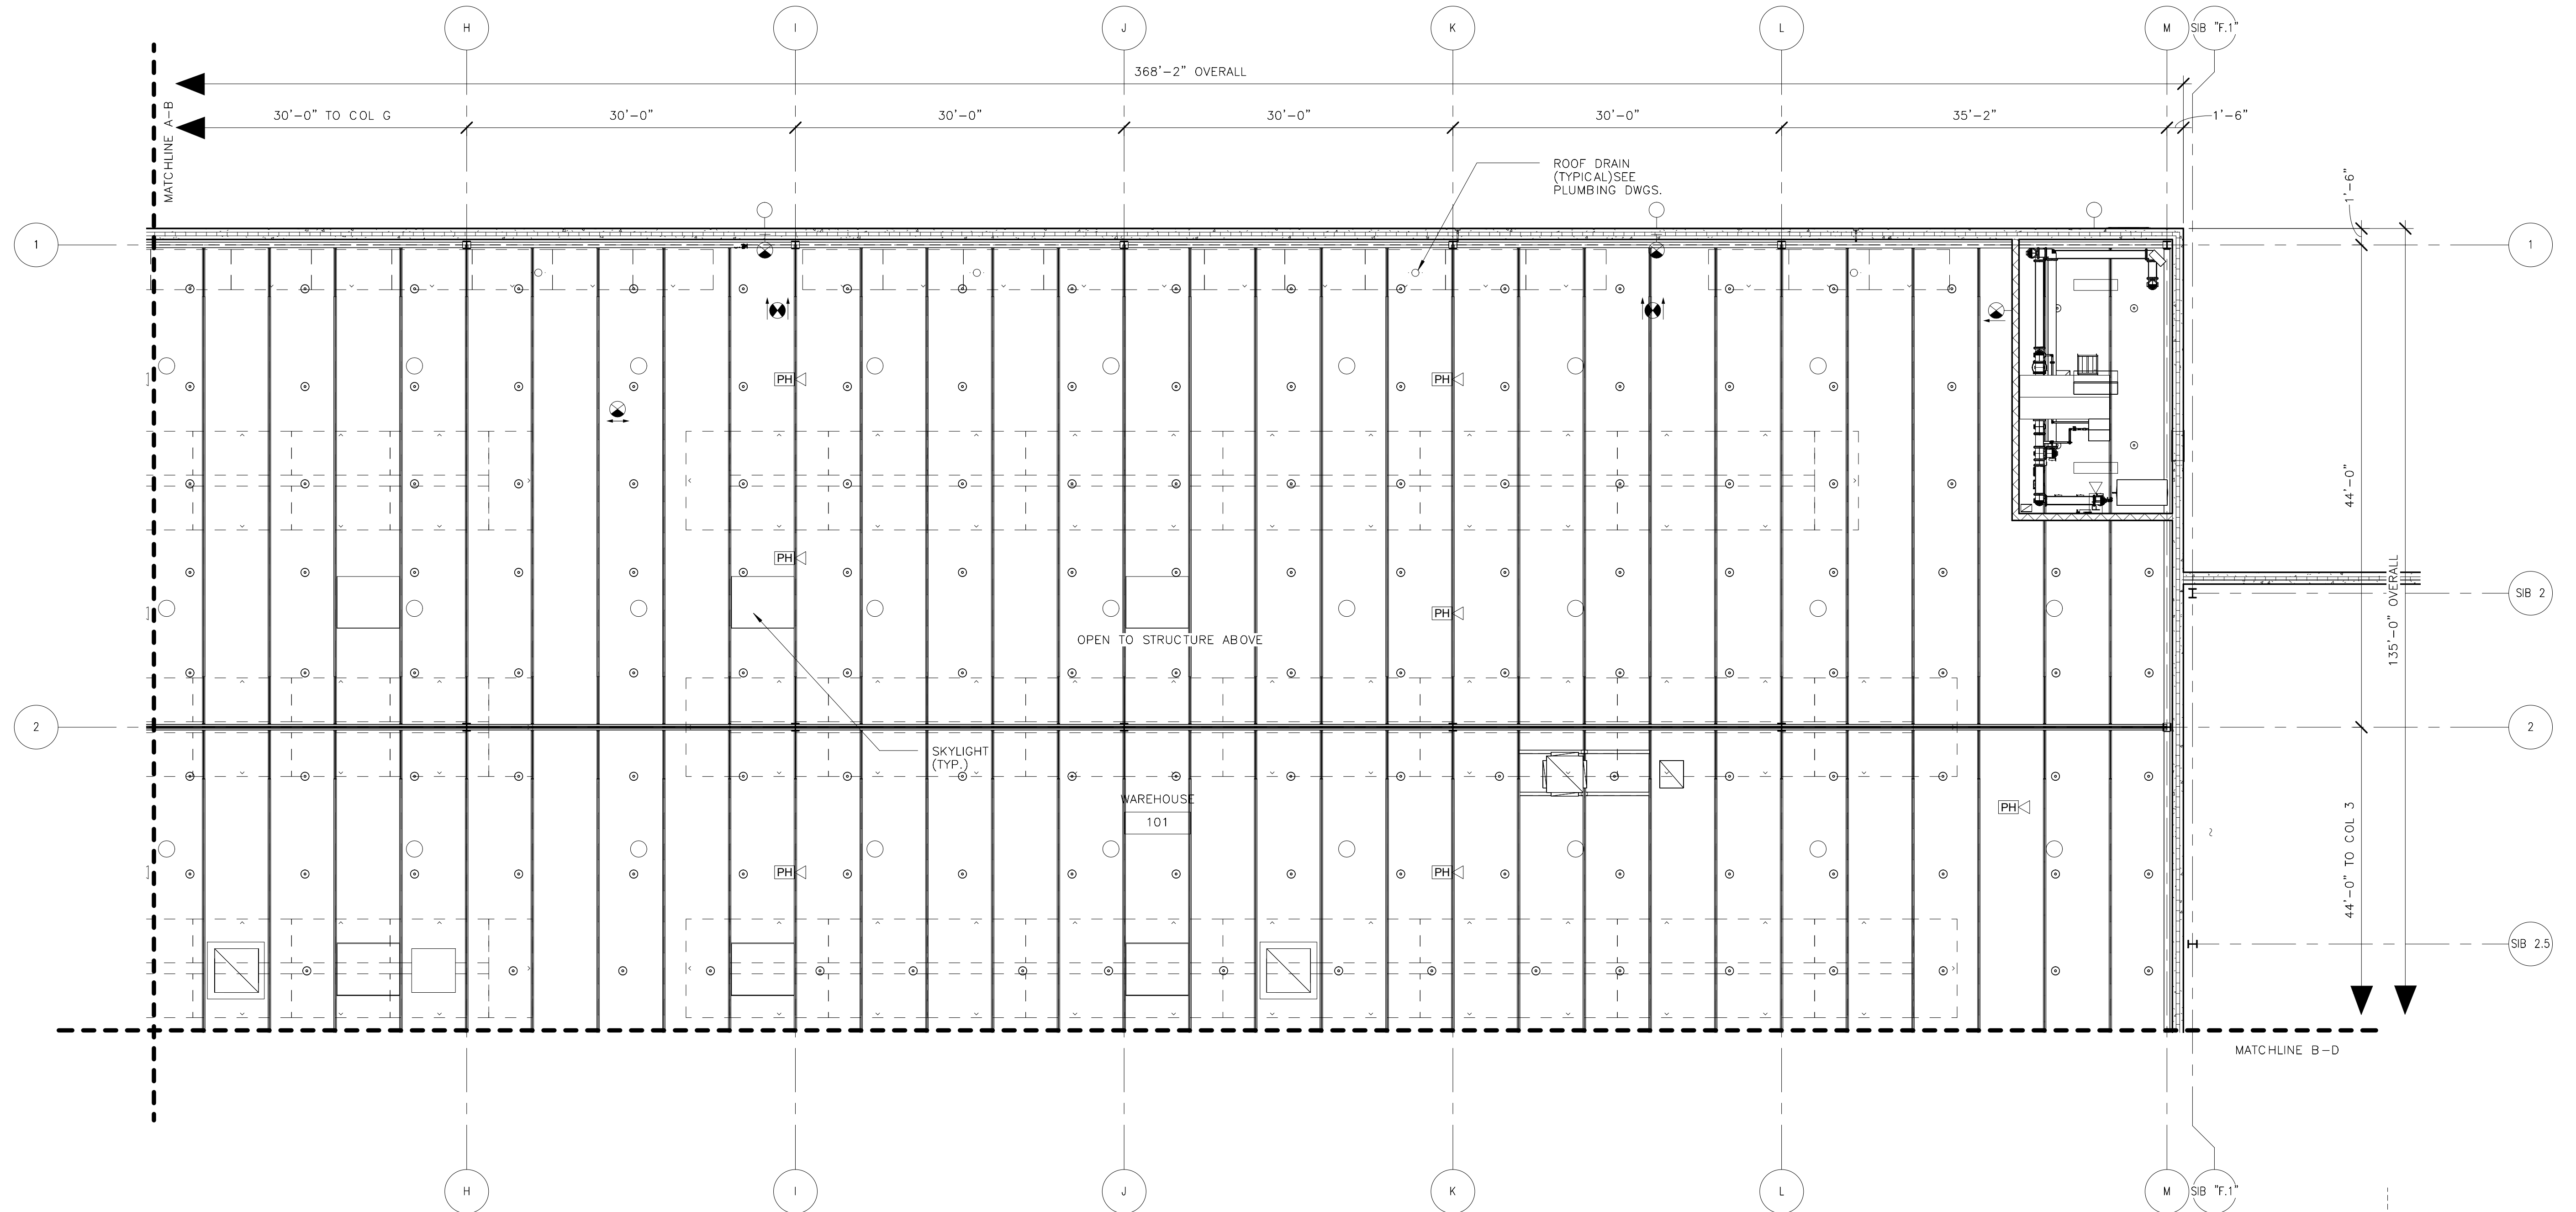 H
I
J
K
L
M
SIB "F.1"
368'-2" OVERALL
30'-0" TO COL G
30'-0"
30'-0"
30'-0"
30'-0"
35'-2"
1'-6"
MATCHLINE A-B
ROOF DRAIN
(TYPICAL)SEE
PLUMBING DWGS.
1'-6"
1
1
PH
PH
44'-0"
PH
135'-0" OVERALL
SIB 2
PH
OPEN TO STRUCTURE ABOVE
2
2
SKYLIGHT
(TYP.)
WAREHOUSE
101
PH
44'-0" TO COL 3
PH
PH
SIB 2.5
MATCHLINE B-D
H
I
J
K
L
M
SIB "F.1"